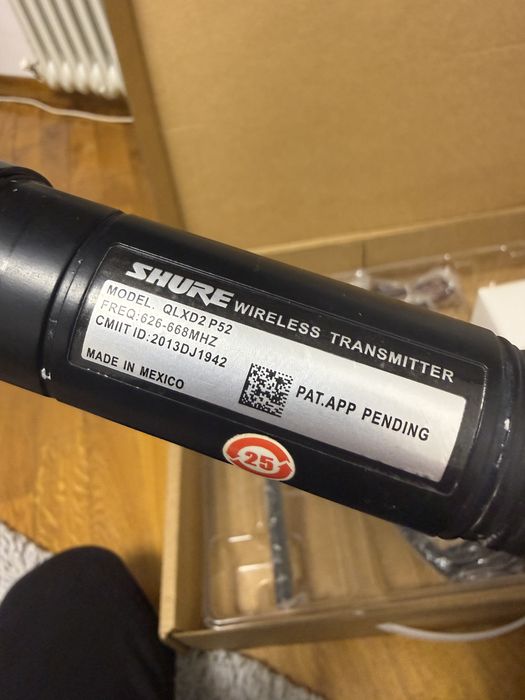 SHURE WIRELESS TRANSMITTER
MODEL: QLXD2 P52
FREQ:626-668MHZ
CMIIT ID:2013DJ1942
MADE IN MEXICO
PAT.APP PENDING
25